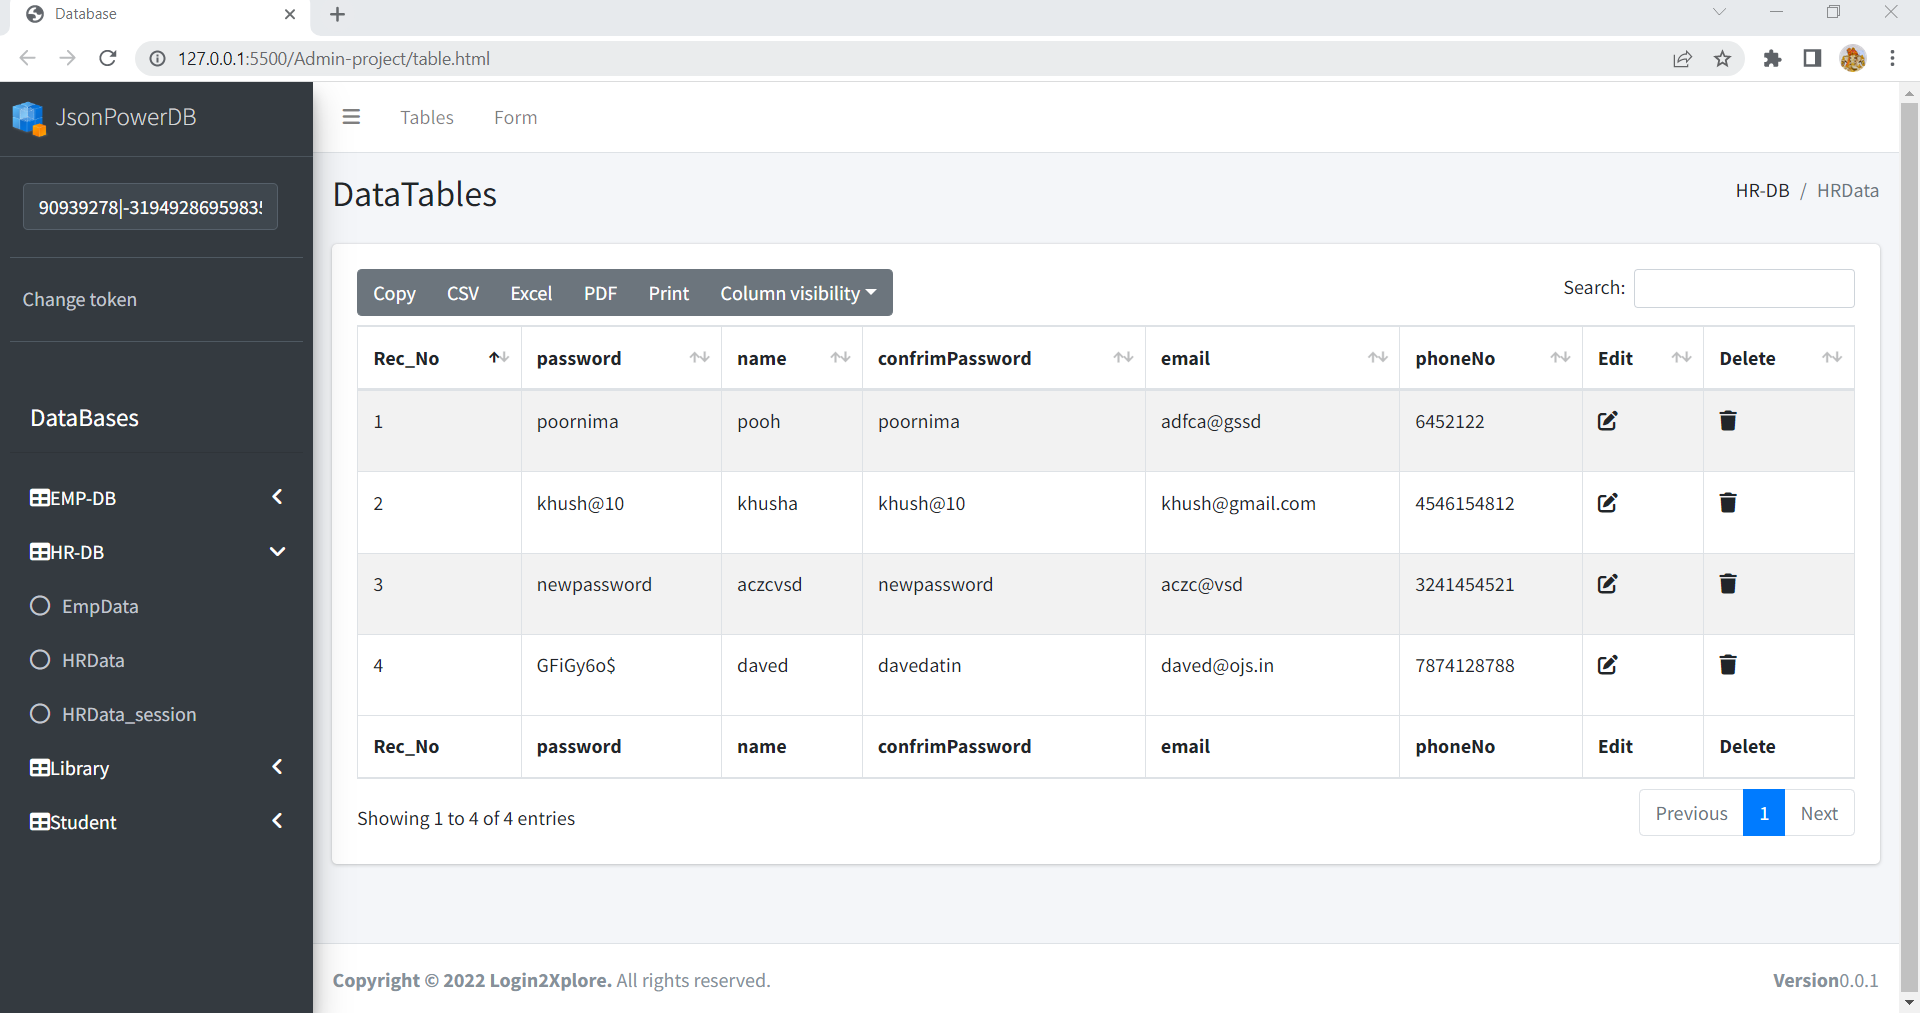 Database
127.0.0.1:5500/Admin-project/table.html
JsonPowerDB
Tables Form
90939278|-3194928695983
Change token
DataBases
EMP-DB
HR-DB
EmpData
HRData
HRData_session
Library
Student
DataTables
HR-DB / HRData
Copy CSV Excel PDF Print Column visibility
Search:
Rec_No password name confrimPassword email phoneNo Edit Delete
1 poornima pooh poornima adfca@gssd 6452122
2 khush@10 khusha khush@10 khush@gmail.com 4546154812
3 newpassword aczcvsd newpassword aczc@vsd 3241454521
4 GFiGy6o$ daved davedatin daved@ojs.in 7874128788
Rec_No password name confrimPassword email phoneNo Edit Delete
Showing 1 to 4 of 4 entries
Previous 1 Next
Copyright © 2022 Login2Xplore. All rights reserved.
Version0.0.1